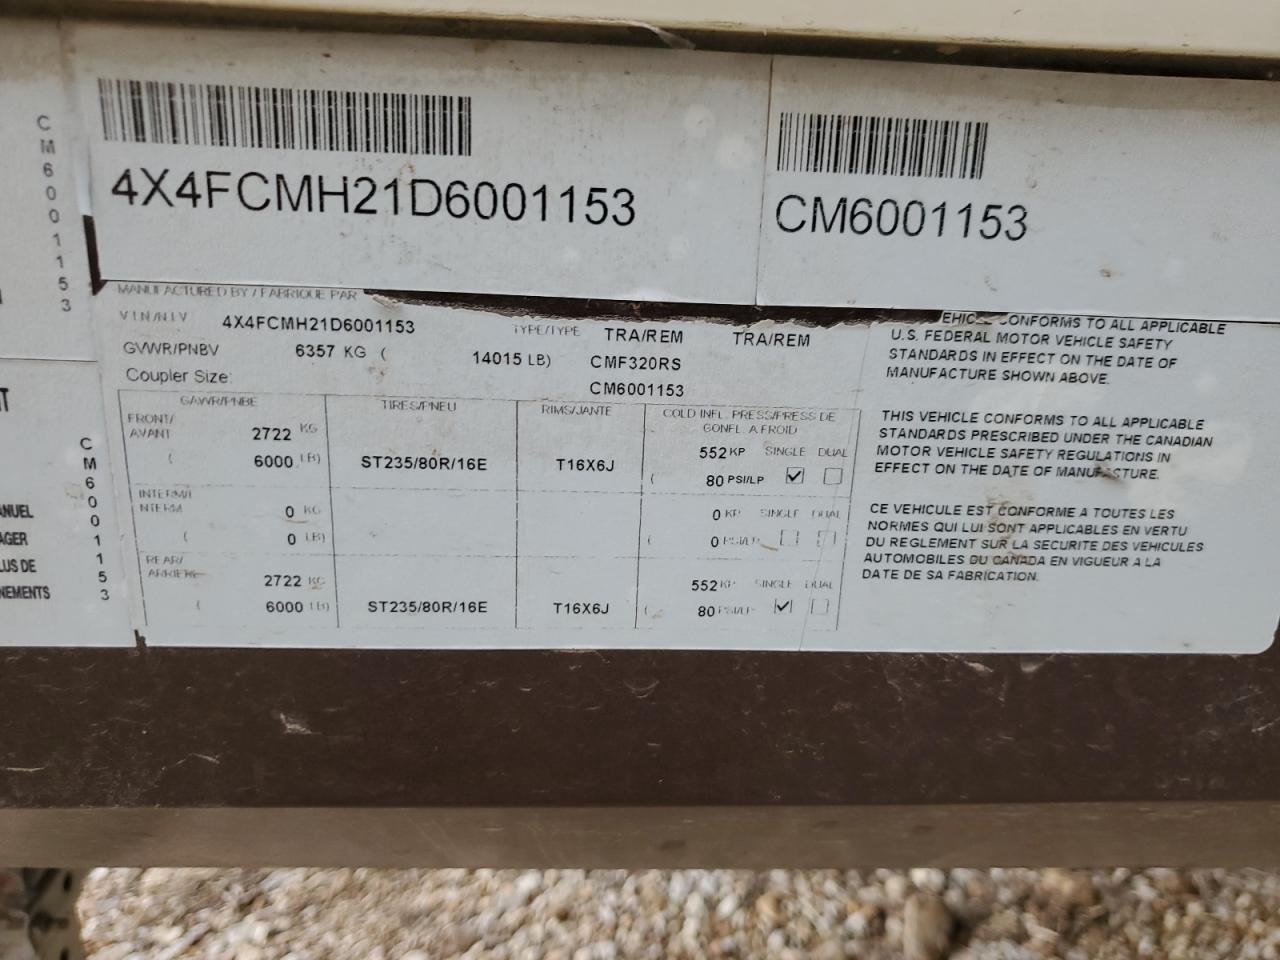 CM6001153
4X4FCMH21D6001153
CM6001153
MANUFACTURED BY / FABRIQUE PAR
VIN/NIV 4X4FCMH21D6001153 TYPE/TYPE TRA/REM TRA/REM
GVWR/PNBV 6357 KG ( 14015 LB) CMF320RS
Coupler Size: CM6001153
GAWR/PNBE TIRES/PNEU RIMS/JANTE COLD INFL. PRESS/PRESS DE
GONFL. A FROID
FRONT/
AVANT 2722 KG 552 KP SINGLE DUAL
( 6000 LB) ST235/80R/16E T16X6J ( 80 PSI/LP
INTERM/
INTERM 0 KG 0 KP SINGLE DUAL
( 0 LB) ( 0 PSI/LP
REAR/
ARRIERE 2722 KG 552 KP SINGLE DUAL
( 6000 LB) ST235/80R/16E T16X6J ( 80 PSI/LP
CONFORMS TO ALL APPLICABLE
U.S. FEDERAL MOTOR VEHICLE SAFETY
STANDARDS IN EFFECT ON THE DATE OF
MANUFACTURE SHOWN ABOVE.
THIS VEHICLE CONFORMS TO ALL APPLICABLE
STANDARDS PRESCRIBED UNDER THE CANADIAN
MOTOR VEHICLE SAFETY REGULATIONS IN
EFFECT ON THE DATE OF MANUFACTURE.
CE VEHICULE EST CONFORME A TOUTES LES
NORMES QUI LUI SONT APPLICABLES EN VERTU
DU REGLEMENT SUR LA SECURITE DES VEHICULES
AUTOMOBILES DU CANADA EN VIGUEUR A LA
DATE DE SA FABRICATION.
CM6001153